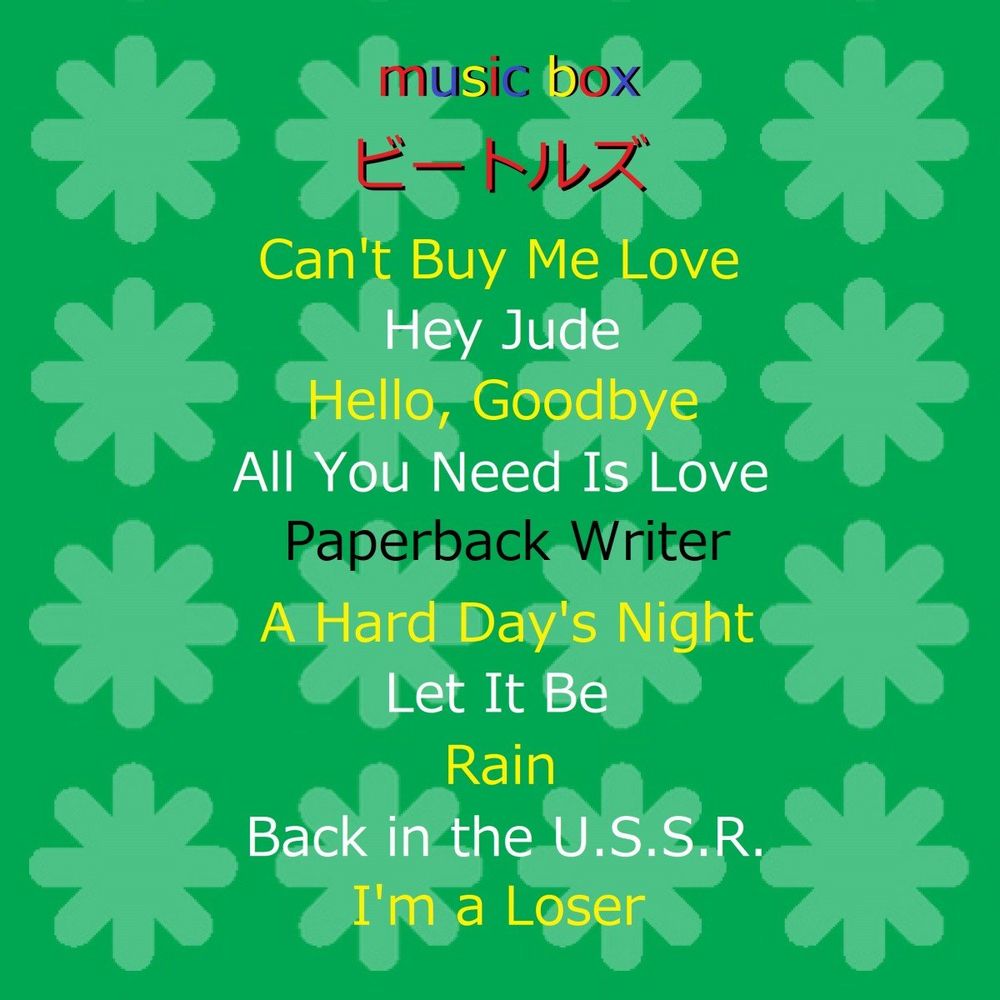 music box
ビートルズ
Can't Buy Me Love
Hey Jude
Hello, Goodbye
All You Need Is Love
Paperback Writer
A Hard Day's Night
Let It Be
Rain
Back in the U.S.S.R.
I'm a Loser